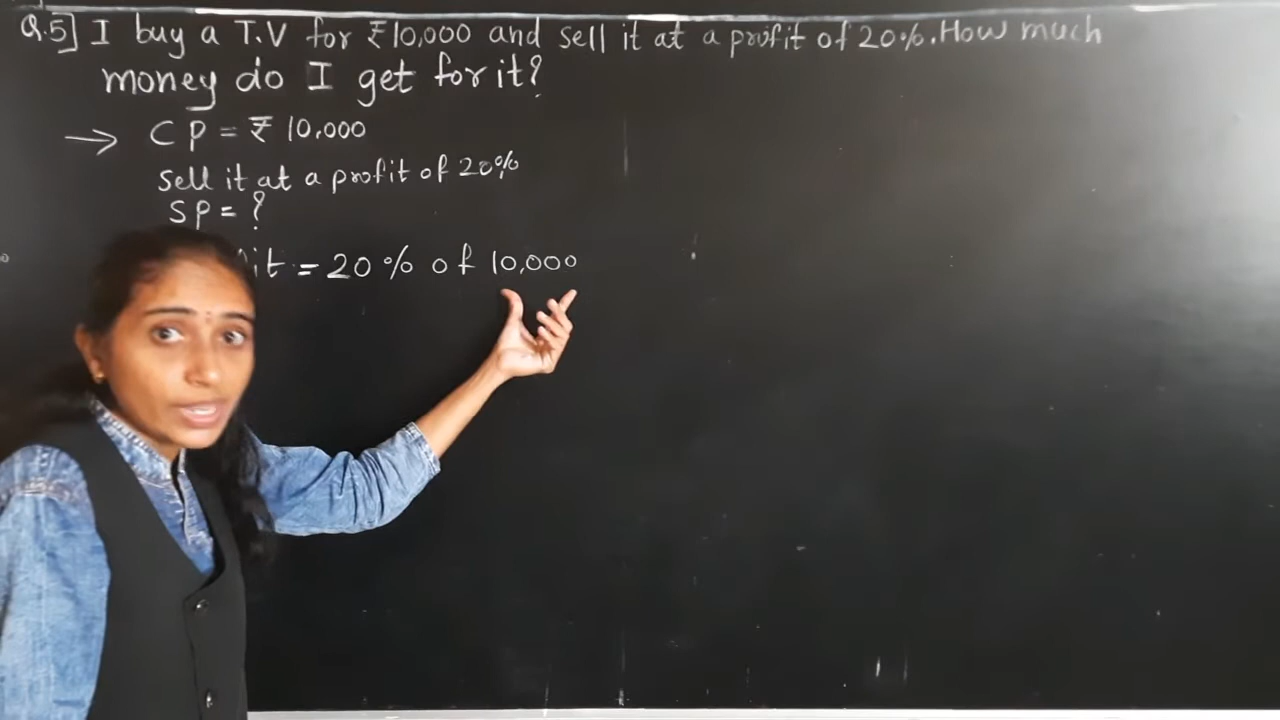 Q.5] I buy a T.V for ₹10,000 and sell it at a profit of 20%. How much
money do I get for it?
→ CP = ₹ 10,000
sell it at a profit of 20%
SP = ?
= 20% of 10,000